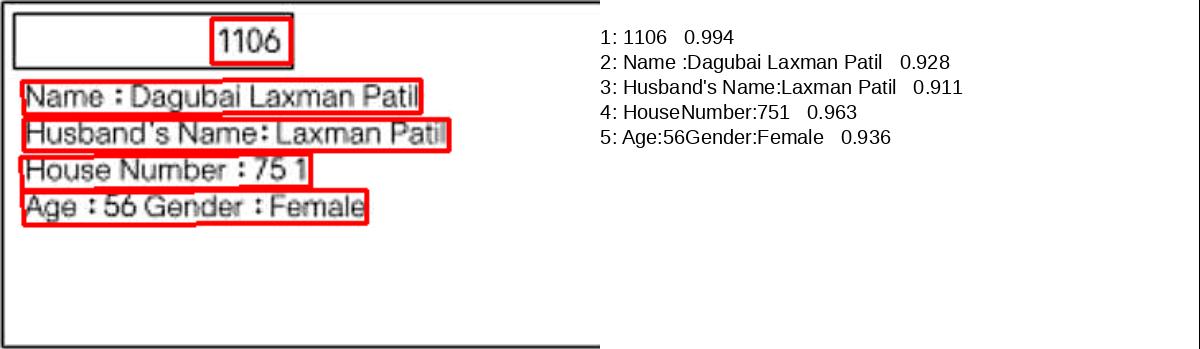 1106
Name : Dagubai Laxman Patil
Husband's Name: Laxman Patil
House Number : 75 1
Age : 56 Gender : Female
1: 1106 0.994
2: Name :Dagubai Laxman Patil 0.928
3: Husband's Name:Laxman Patil 0.911
4: HouseNumber:751 0.963
5: Age:56Gender:Female 0.936